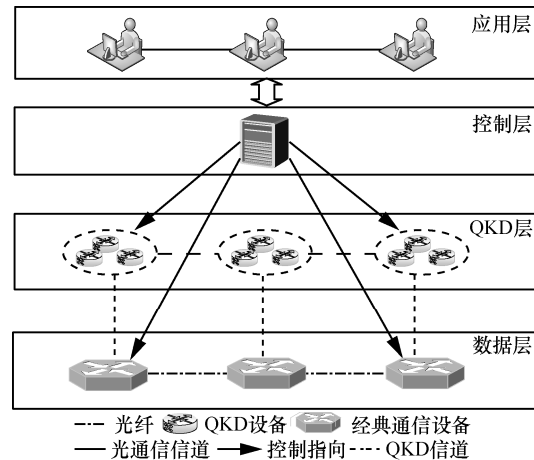 应用层
控制层
QKD层
数据层
光纤 QKD设备 经典通信设备
光通信信道 控制指向 QKD信道